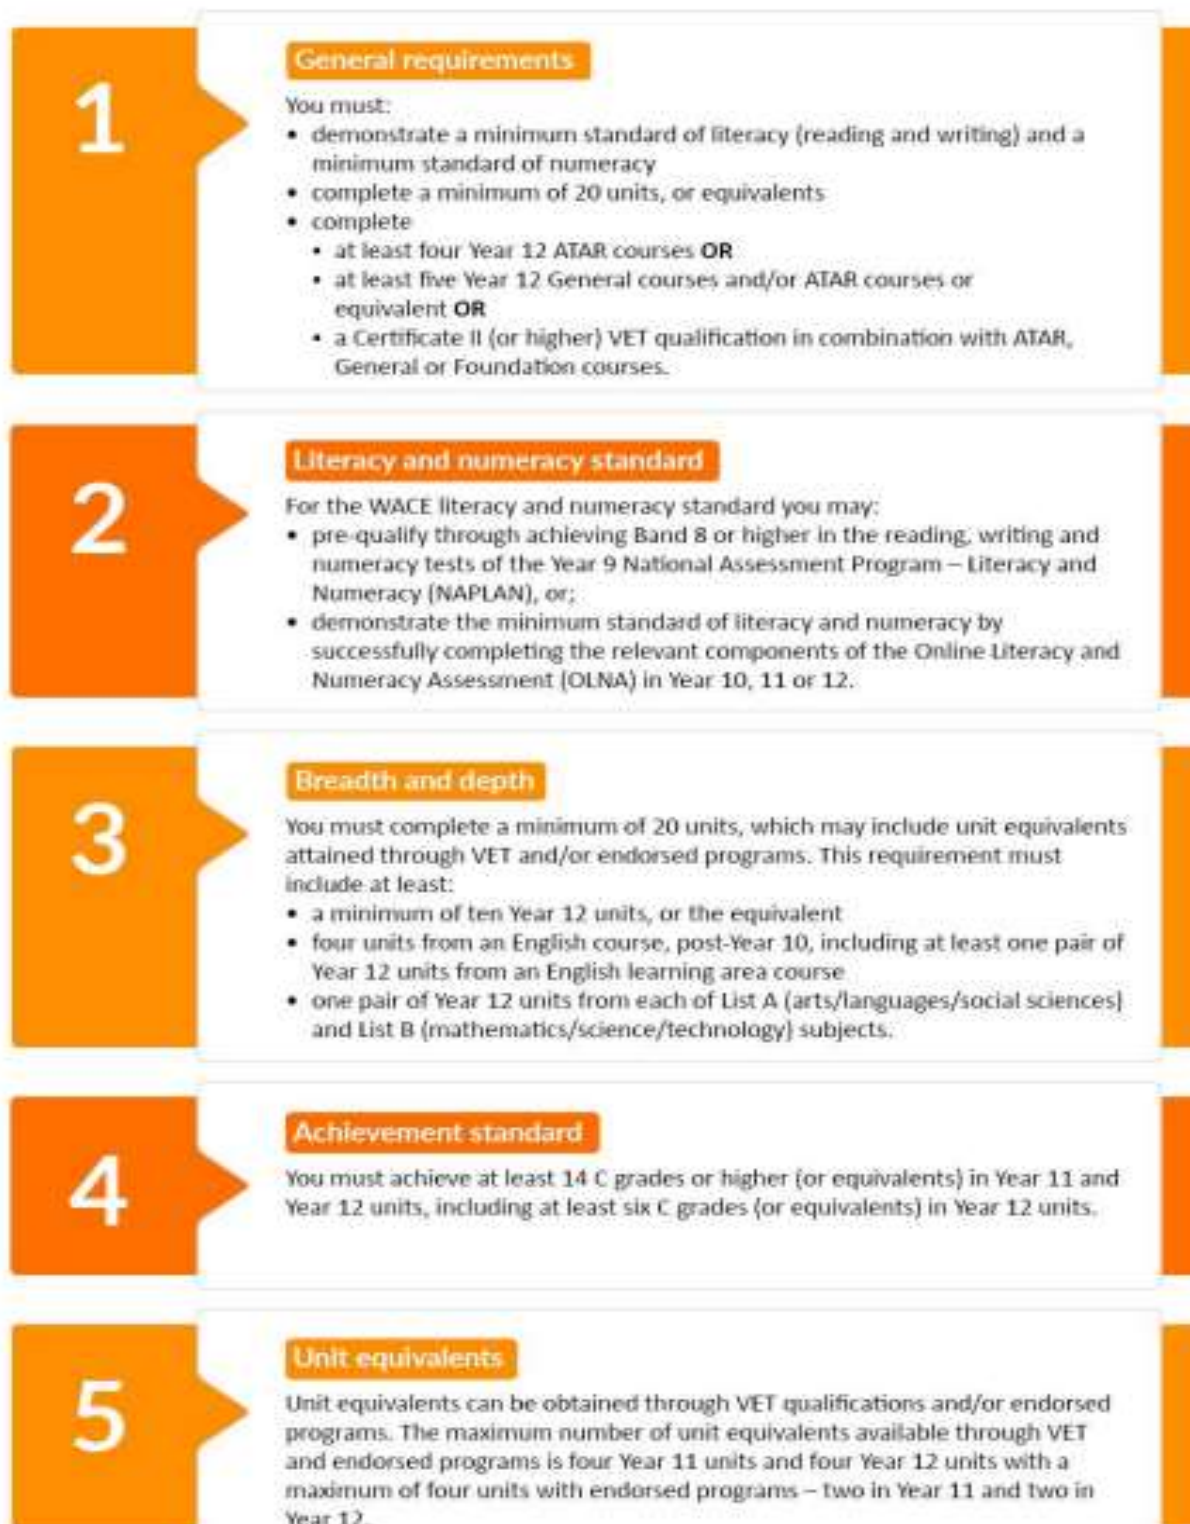 1
General requirements
You must:
• demonstrate a minimum standard of literacy (reading and writing) and a
minimum standard of numeracy
• complete a minimum of 20 units, or equivalents
• complete
• at least four Year 12 ATAR courses OR
• at least five Year 12 General courses and/or ATAR courses or
equivalent OR
• a Certificate II (or higher) VET qualification in combination with ATAR,
General or Foundation courses.
2
Literacy and numeracy standard
For the WACE literacy and numeracy standard you may:
• pre-qualify through achieving Band 8 or higher in the reading, writing and
numeracy tests of the Year 9 National Assessment Program – Literacy and
Numeracy (NAPLAN), or;
• demonstrate the minimum standard of literacy and numeracy by
successfully completing the relevant components of the Online Literacy and
Numeracy Assessment (OLNA) in Year 10, 11 or 12.
3
Breadth and depth
You must complete a minimum of 20 units, which may include unit equivalents
attained through VET and/or endorsed programs. This requirement must
include at least:
• a minimum of ten Year 12 units, or the equivalent
• four units from an English course, post-Year 10, including at least one pair of
Year 12 units from an English learning area course
• one pair of Year 12 units from each of List A (arts/languages/social sciences)
and List B (mathematics/science/technology) subjects.
4
Achievement standard
You must achieve at least 14 C grades or higher (or equivalents) in Year 11 and
Year 12 units, including at least six C grades (or equivalents) in Year 12 units.
5
Unit equivalents
Unit equivalents can be obtained through VET qualifications and/or endorsed
programs. The maximum number of unit equivalents available through VET
and endorsed programs is four Year 11 units and four Year 12 units with a
maximum of four units with endorsed programs – two in Year 11 and two in
Year 12.